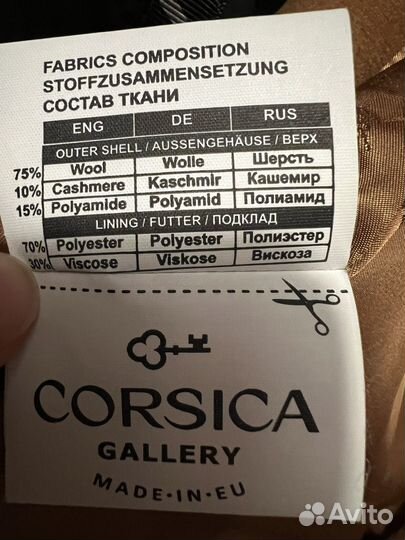 FABRICS COMPOSITION
STOFFZUSAMMENSETZUNG
СОСТАВ ТКАНИ
ENG DE RUS
OUTER SHELL / AUSSENGEHÄUSE / ВЕРХ
75% Wool Wolle Шерсть
10% Cashmere Kaschmir Кашемир
15% Polyamide Polyamid Полиамид
LINING / FUTTER / ПОДКЛАД
70% Polyester Polyester Полиэстер
30% Viscose Viskose Вискоза
CORSICA
GALLERY
MADE·IN·EU
Avito